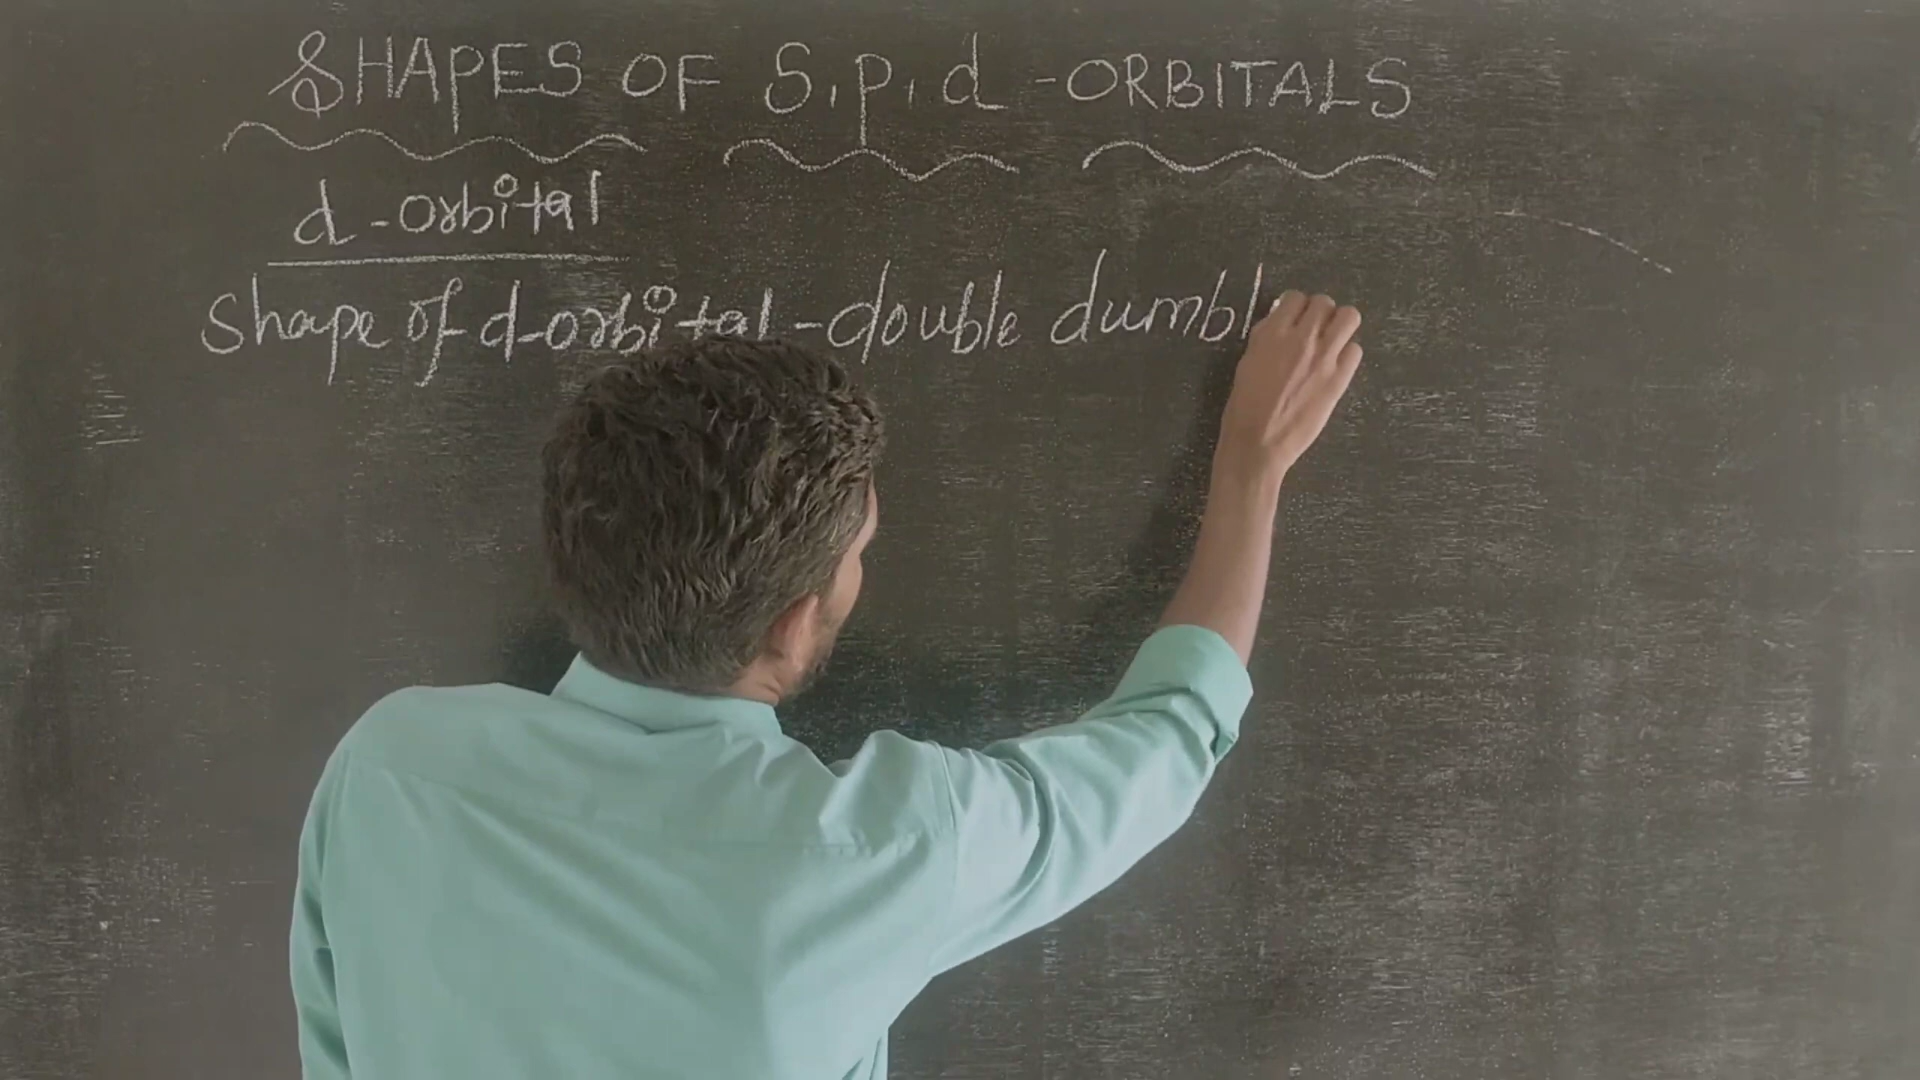 SHAPES OF S, p, d -ORBITALS
d-orbital
Shape of d-orbital - double dumbl